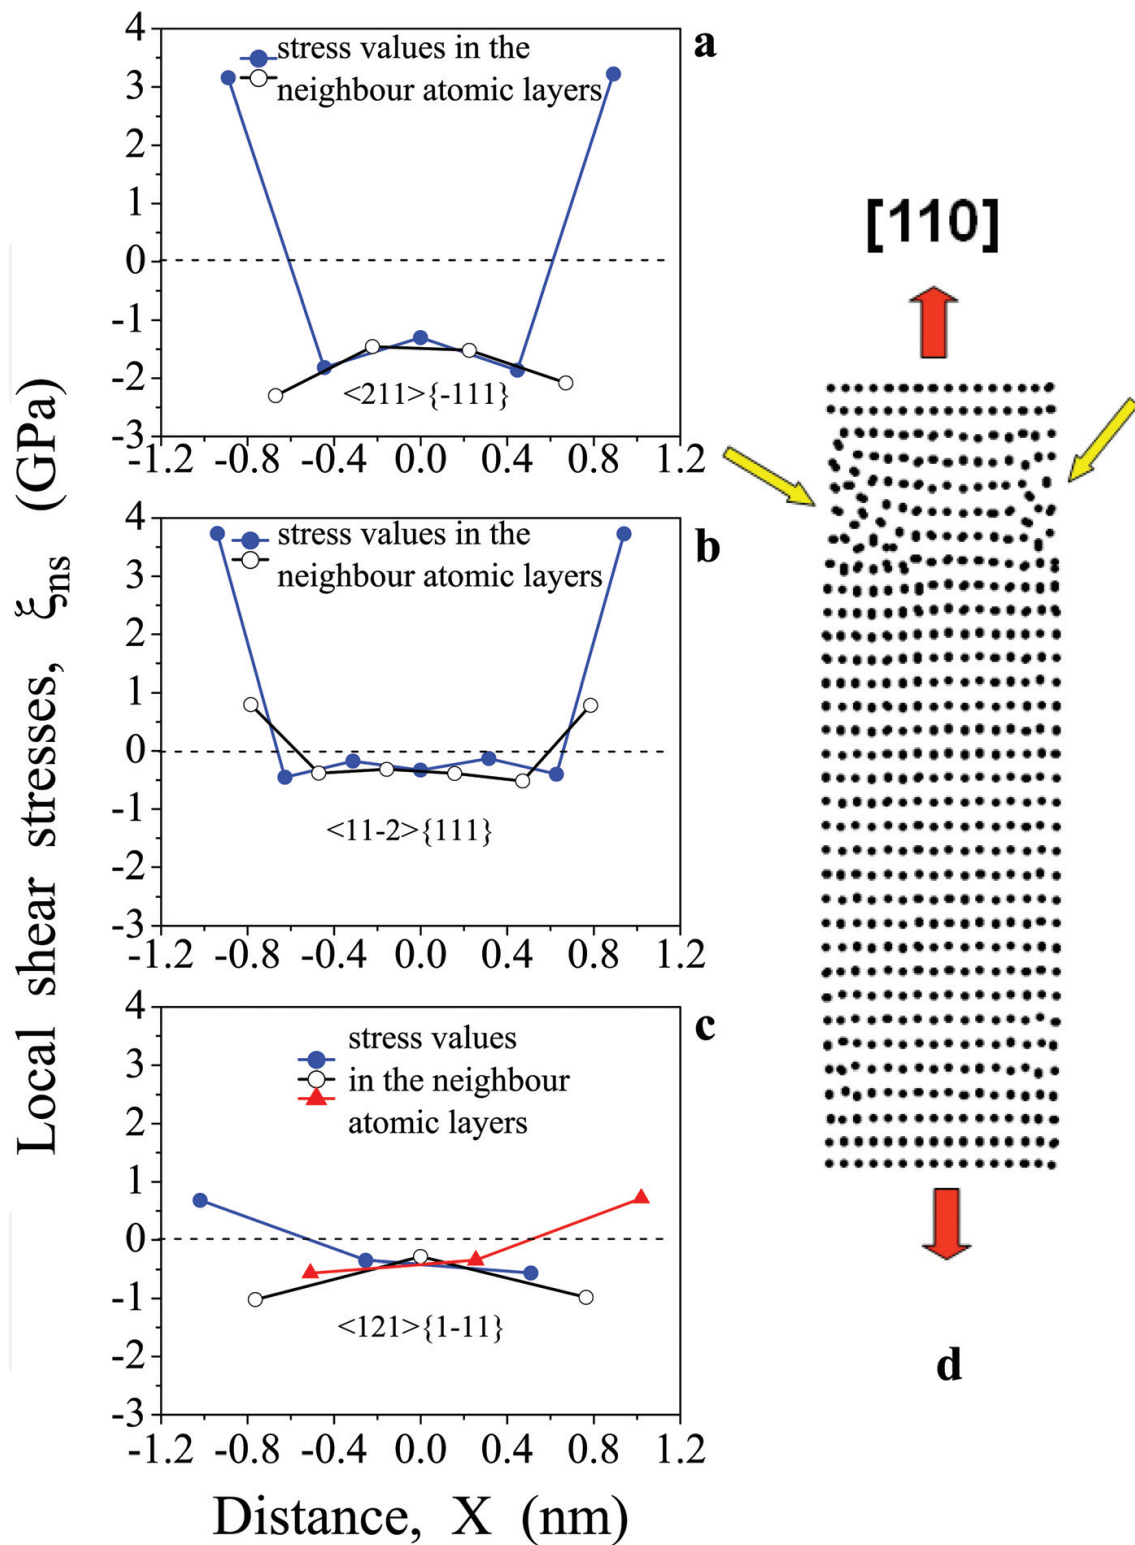 Local shear stresses, ξns (GPa)
a
4
3
2
1
0
-1
-2
-3
stress values in the
neighbour atomic layers
<211>{-111}
-1.2 -0.8 -0.4 0.0 0.4 0.8 1.2
b
4
3
2
1
0
-1
-2
-3
stress values in the
neighbour atomic layers
<11-2>{111}
-1.2 -0.8 -0.4 0.0 0.4 0.8 1.2
c
4
3
2
1
0
-1
-2
-3
stress values
in the neighbour
atomic layers
<121>{1-11}
-1.2 -0.8 -0.4 0.0 0.4 0.8 1.2
Distance, X (nm)
[110]
d